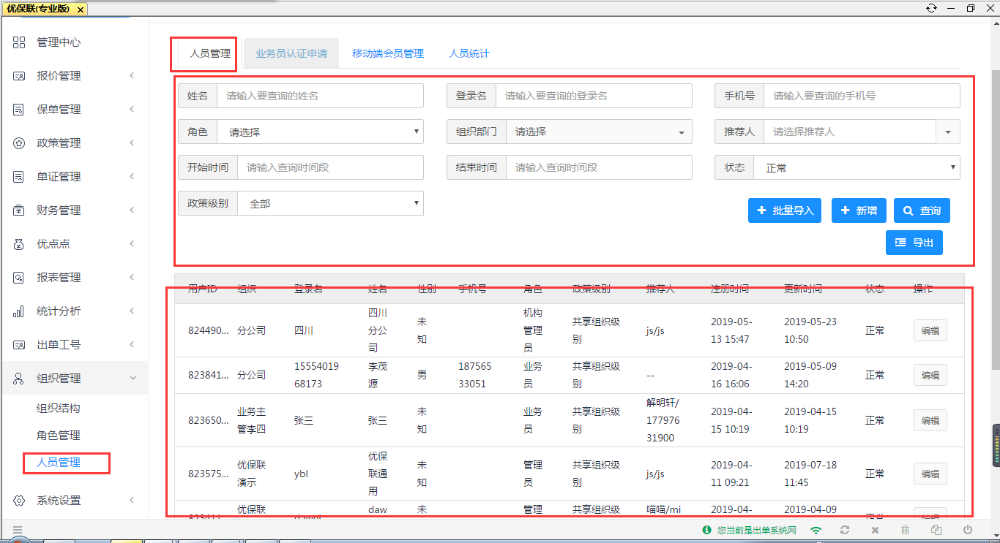 优保联(专业版)
管理中心
报价管理
保单管理
政策管理
单证管理
财务管理
优点点
报表管理
统计分析
出单工号
组织管理
组织结构
角色管理
人员管理
系统设置
人员管理 业务员认证申请 移动端会员管理 人员统计
姓名 请输入要查询的姓名 登录名 请输入要查询的登录名 手机号 请输入要查询的手机号
角色 请选择 组织部门 请选择 推荐人 请选择推荐人
开始时间 请输入查询时间段 结束时间 请输入查询时间段 状态 正常
政策级别 全部 批量导入 新增 查询
导出
用户ID 组织 登录名 姓名 性别 手机号 角色 政策级别 推荐人 注册时间 更新时间 状态 操作
824490... 分公司 四川 四川分公司 未知 机构管理员 共享组织级别 js/js 2019-05-13 15:47 2019-05-23 10:50 正常 编辑
823841... 分公司 1555401968173 李茂源 男 18756533051 业务员 共享组织级别 -- 2019-04-16 16:06 2019-05-09 14:20 正常 编辑
823650... 业务主管李四 张三 张三 未知 业务员 共享组织级别 解明轩/17797631900 2019-04-15 10:19 2019-04-15 10:19 正常 编辑
823575... 优保联演示 ybl 优保联通用 未知 管理员 共享组织级别 js/js 2019-04-11 09:21 2019-07-18 11:45 正常 编辑
优保联 daw 未 管理 共享组织级 喵喵/mi 2019-04- 2019-04-09
您当前是出单系统网